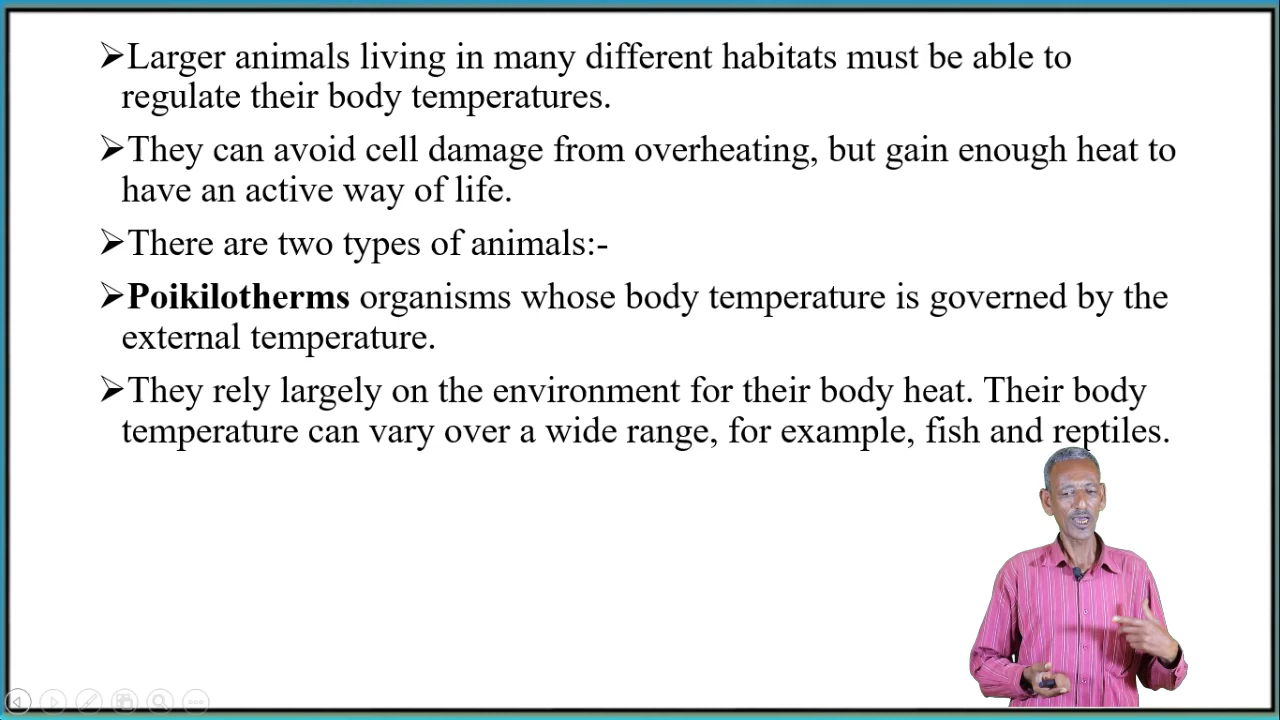 ➢Larger animals living in many different habitats must be able to
regulate their body temperatures.
➢They can avoid cell damage from overheating, but gain enough heat to
have an active way of life.
➢There are two types of animals:-
➢Poikilotherms organisms whose body temperature is governed by the
external temperature.
➢They rely largely on the environment for their body heat. Their body
temperature can vary over a wide range, for example, fish and reptiles.